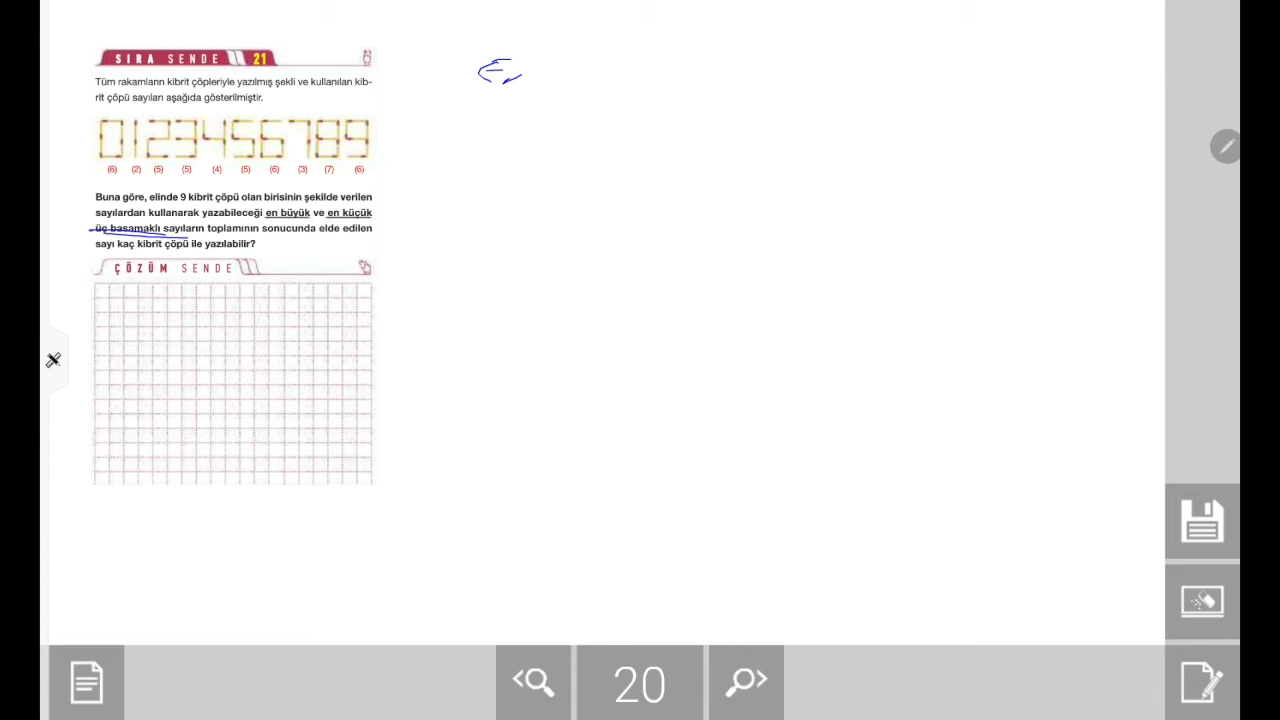 SIRA SENDE 21
Tüm rakamların kibrit çöpleriyle yazılmış şekli ve kullanılan kib-
rit çöpü sayıları aşağıda gösterilmiştir.
0123456789
(6) (2) (5) (5) (4) (5) (6) (3) (7) (6)
Buna göre, elinde 9 kibrit çöpü olan birisinin şekilde verilen
sayılardan kullanarak yazabileceği en büyük ve en küçük
üç basamaklı sayıların toplamının sonucunda elde edilen
sayı kaç kibrit çöpü ile yazılabilir?
ÇÖZÜM SENDE
20